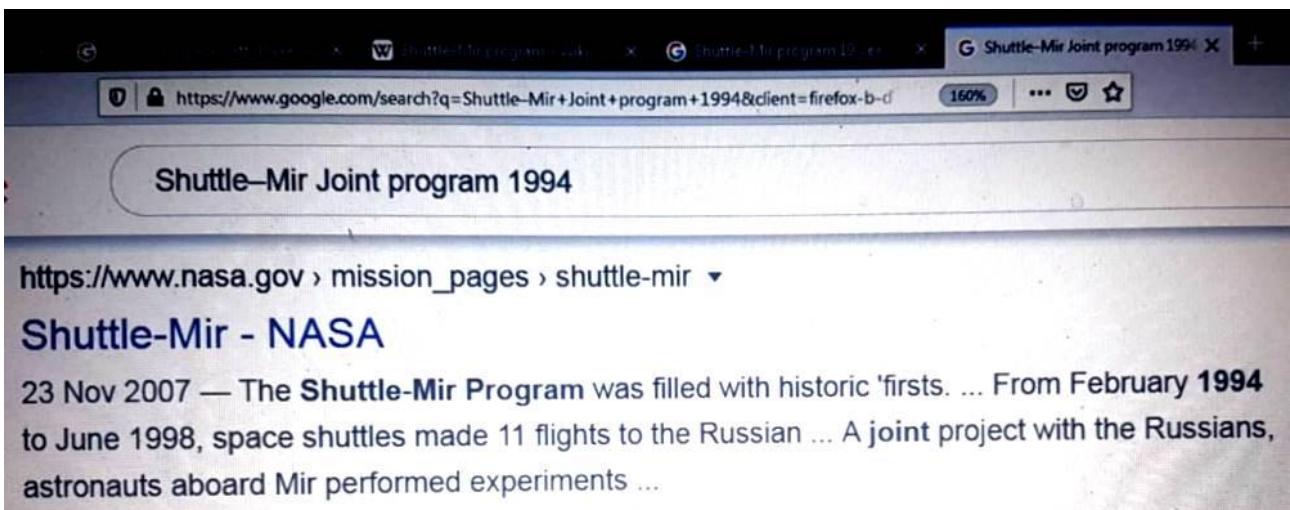 Shuttle–Mir Joint program 1994 X
https://www.google.com/search?q=Shuttle–Mir+Joint+program+1994&client=firefox-b-d
160%
Shuttle–Mir Joint program 1994
https://www.nasa.gov › mission_pages › shuttle-mir
Shuttle-Mir - NASA
23 Nov 2007 — The Shuttle-Mir Program was filled with historic 'firsts. ... From February 1994
to June 1998, space shuttles made 11 flights to the Russian ... A joint project with the Russians,
astronauts aboard Mir performed experiments ...